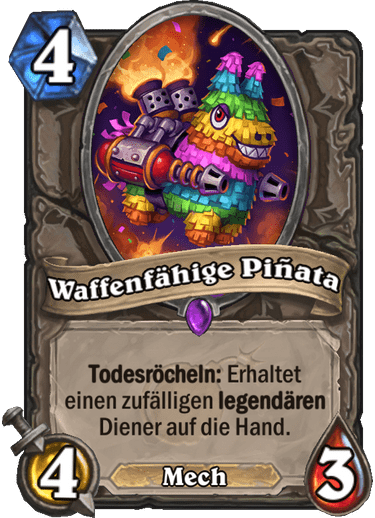 4
Waffenfähige Piñata
Todesröcheln: Erhaltet
einen zufälligen legendären
Diener auf die Hand.
4
Mech
3